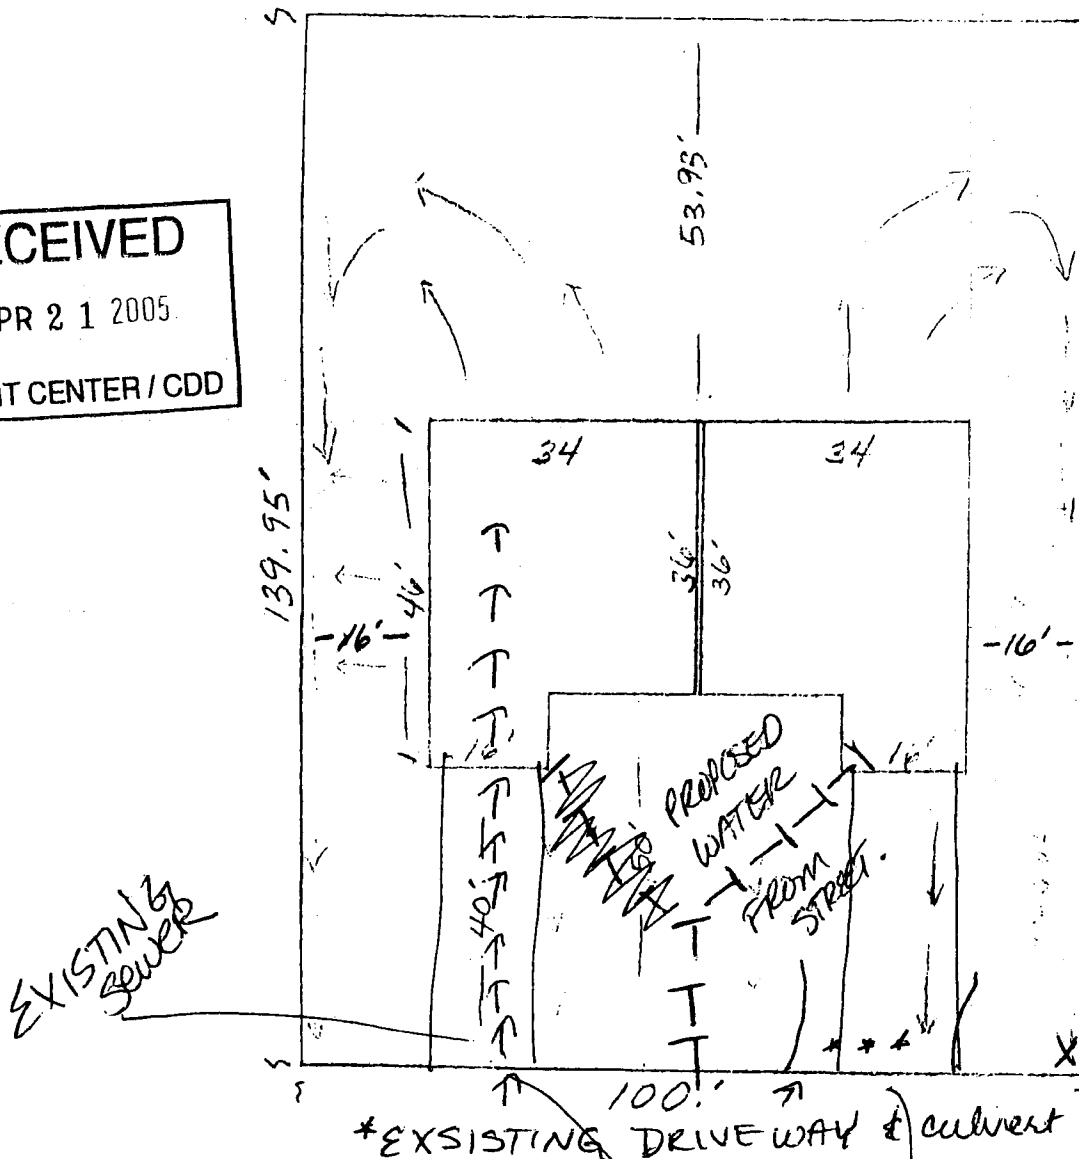 CEIVED
PR 2 1 2005
IT CENTER / CDD
53.93'
34
34
139.95'
46'
36'
36'
-16'-
-16'-
16'
16'
PROPOSED
WATER
FROM
STREET.
40'
EXISTING
SEWER
* * *
X
100.'
*EXSISTING DRIVEWAY & culvert